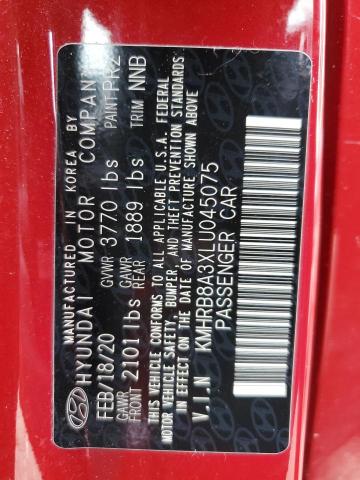 MANUFACTURED IN KOREA BY
HYUNDAI MOTOR COMPANY
FEB/18/20 GVWR 3770 lbs PAINT PR2
GAWR FRONT 2101 lbs GAWR REAR 1889 lbs TRIM NNB
THIS VEHICLE CONFORMS TO ALL APPLICABLE U.S.A. FEDERAL
MOTOR VEHICLE SAFETY, BUMPER, AND THEFT PREVENTION STANDARDS
IN EFFECT ON THE DATE OF MANUFACTURE SHOWN ABOVE
V.I.N KMHRB8A3XLU045075
PASSENGER CAR